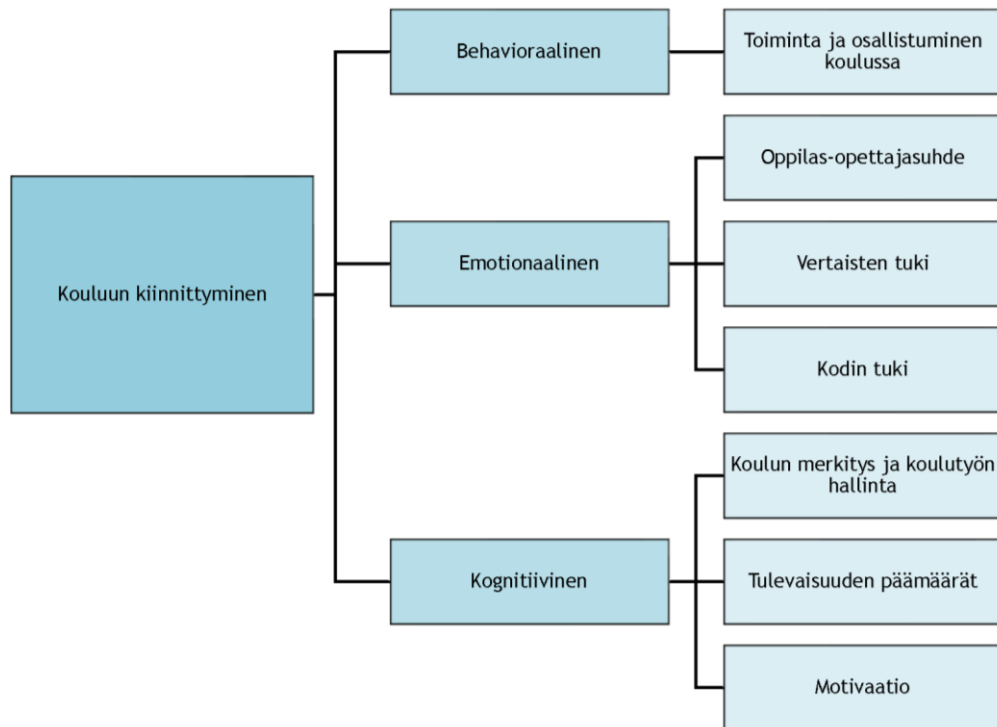 Kouluun kiinnittyminen
Behavioraalinen
Toiminta ja osallistuminen
koulussa
Emotionaalinen
Oppilas-opettajasuhde
Vertaisten tuki
Kodin tuki
Kognitiivinen
Koulun merkitys ja koulutyön
hallinta
Tulevaisuuden päämäärät
Motivaatio